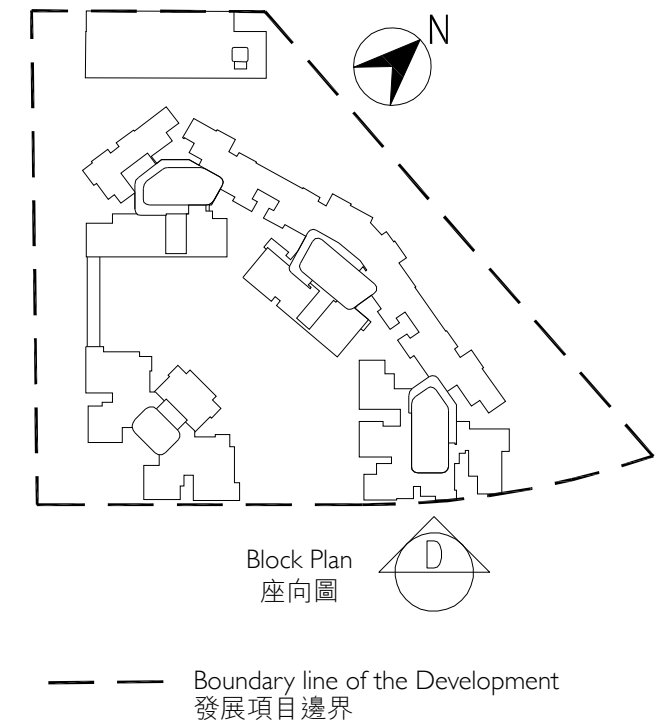 N
Block Plan
座向圖
D
Boundary line of the Development
發展項目邊界